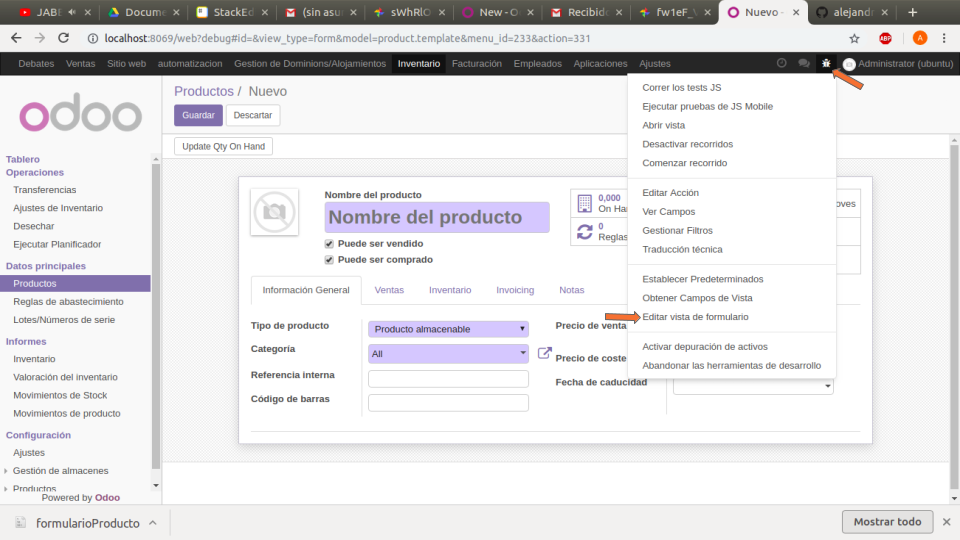 JABE
Docume
StackEd
(sin asu
sWhRlO
New - O
Recibido
fw1eF_V
Nuevo -
alejandr
localhost:8069/web?debug#id=&view_type=form&model=product.template&menu_id=233&action=331
ABP
A
Debates Ventas Sitio web automatizacion Gestion de Dominions/Alojamientos Inventario Facturación Empleados Aplicaciones Ajustes Administrator (ubuntu)
odoo
Tablero
Operaciones
Transferencias
Ajustes de Inventario
Desechar
Ejecutar Planificador
Datos principales
Productos
Reglas de abastecimiento
Lotes/Números de serie
Informes
Inventario
Valoración del inventario
Movimientos de Stock
Movimientos de producto
Configuración
Ajustes
Gestión de almacenes
Productos
Powered by Odoo
Productos / Nuevo
Guardar Descartar
Update Qty On Hand
Nombre del producto
Nombre del producto
Puede ser vendido
Puede ser comprado
0,000
On Ha
0
Reglas
oves
Información General Ventas Inventario Invoicing Notas
Tipo de producto Producto almacenable
Categoría All
Referencia interna
Código de barras
Precio de venta
Precio de coste
Fecha de caducidad
Correr los tests JS
Ejecutar pruebas de JS Mobile
Abrir vista
Desactivar recorridos
Comenzar recorrido
Editar Acción
Ver Campos
Gestionar Filtros
Traducción técnica
Establecer Predeterminados
Obtener Campos de Vista
Editar vista de formulario
Activar depuración de activos
Abandonar las herramientas de desarrollo
formularioProducto
Mostrar todo